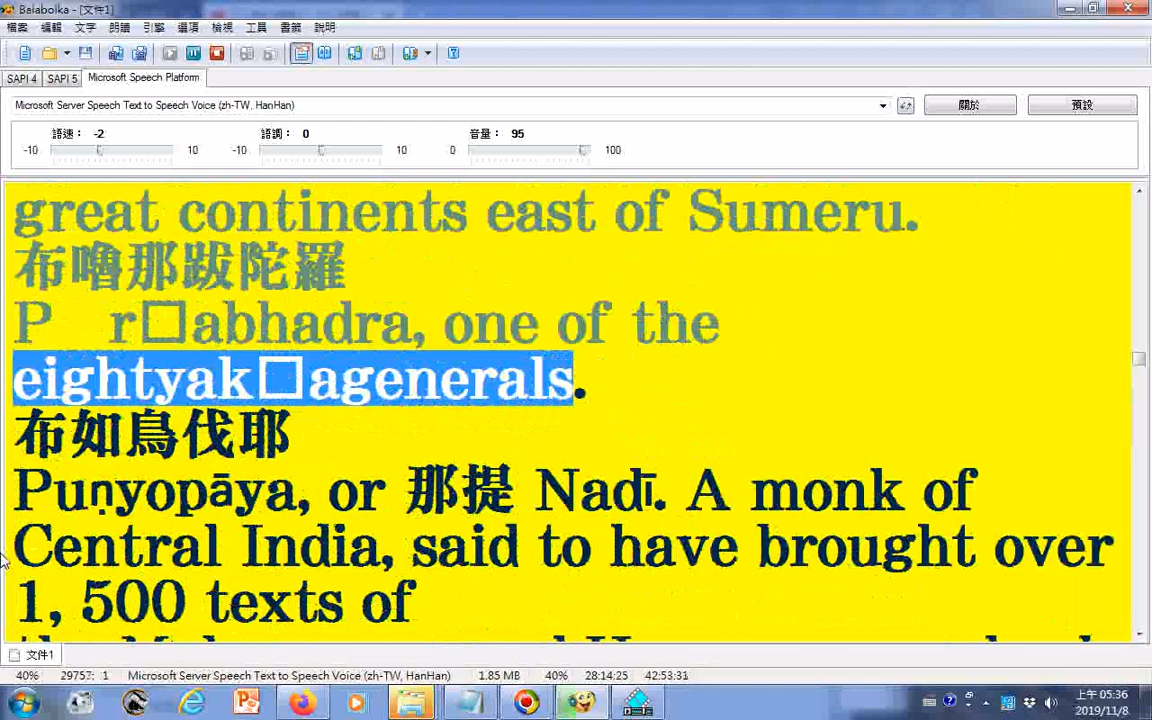 Balabolka - [文件1]
檔案 編輯 文字 朗讀 引擎 選項 檢視 工具 書籤 說明
SAPI 4 SAPI 5 Microsoft Speech Platform
Microsoft Server Speech Text to Speech Voice (zh-TW, HanHan) 關於 預設
語速： -2 語調： 0 音量： 95
-10 10 -10 10 0 100
great continents east of Sumeru.
布嚕那跋陀羅
P r□abhadra, one of the
eightyak□agenerals.
布如鳥伐耶
Puṇyopāya, or 那提 Nadī. A monk of
Central India, said to have brought over
1, 500 texts of
文件1
40% 29757: 1 Microsoft Server Speech Text to Speech Voice (zh-TW, HanHan) 1.85 MB 40% 28:14:25 42:53:31
上午 05:36
2019/11/8